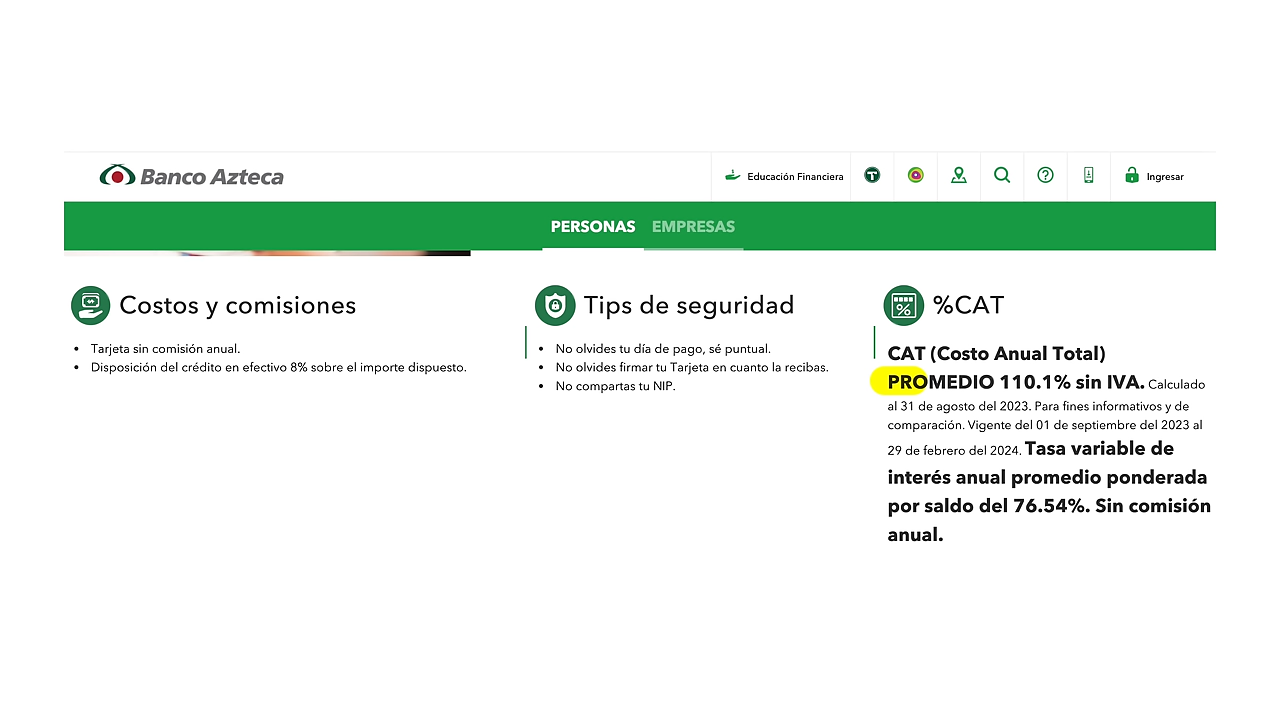 Banco Azteca
Educación Financiera
Ingresar
PERSONAS
EMPRESAS
Costos y comisiones
• Tarjeta sin comisión anual.
• Disposición del crédito en efectivo 8% sobre el importe dispuesto.
Tips de seguridad
• No olvides tu día de pago, sé puntual.
• No olvides firmar tu Tarjeta en cuanto la recibas.
• No compartas tu NIP.
%CAT
CAT (Costo Anual Total)
PROMEDIO 110.1% sin IVA. Calculado
al 31 de agosto del 2023. Para fines informativos y de
comparación. Vigente del 01 de septiembre del 2023 al
29 de febrero del 2024. Tasa variable de
interés anual promedio ponderada
por saldo del 76.54%. Sin comisión
anual.